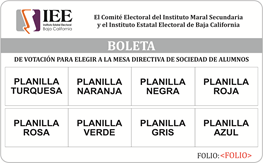 IEE
Instituto Estatal Electoral
Baja California
El Comité Electoral del Instituto Maral Secundaria
y el Instituto Estatal Electoral de Baja California
BOLETA
DE VOTACIÓN PARA ELEGIR A LA MESA DIRECTIVA DE SOCIEDAD DE ALUMNOS
PLANILLA TURQUESA
PLANILLA NARANJA
PLANILLA NEGRA
PLANILLA ROJA
PLANILLA ROSA
PLANILLA VERDE
PLANILLA GRIS
PLANILLA AZUL
FOLIO:<FOLIO>